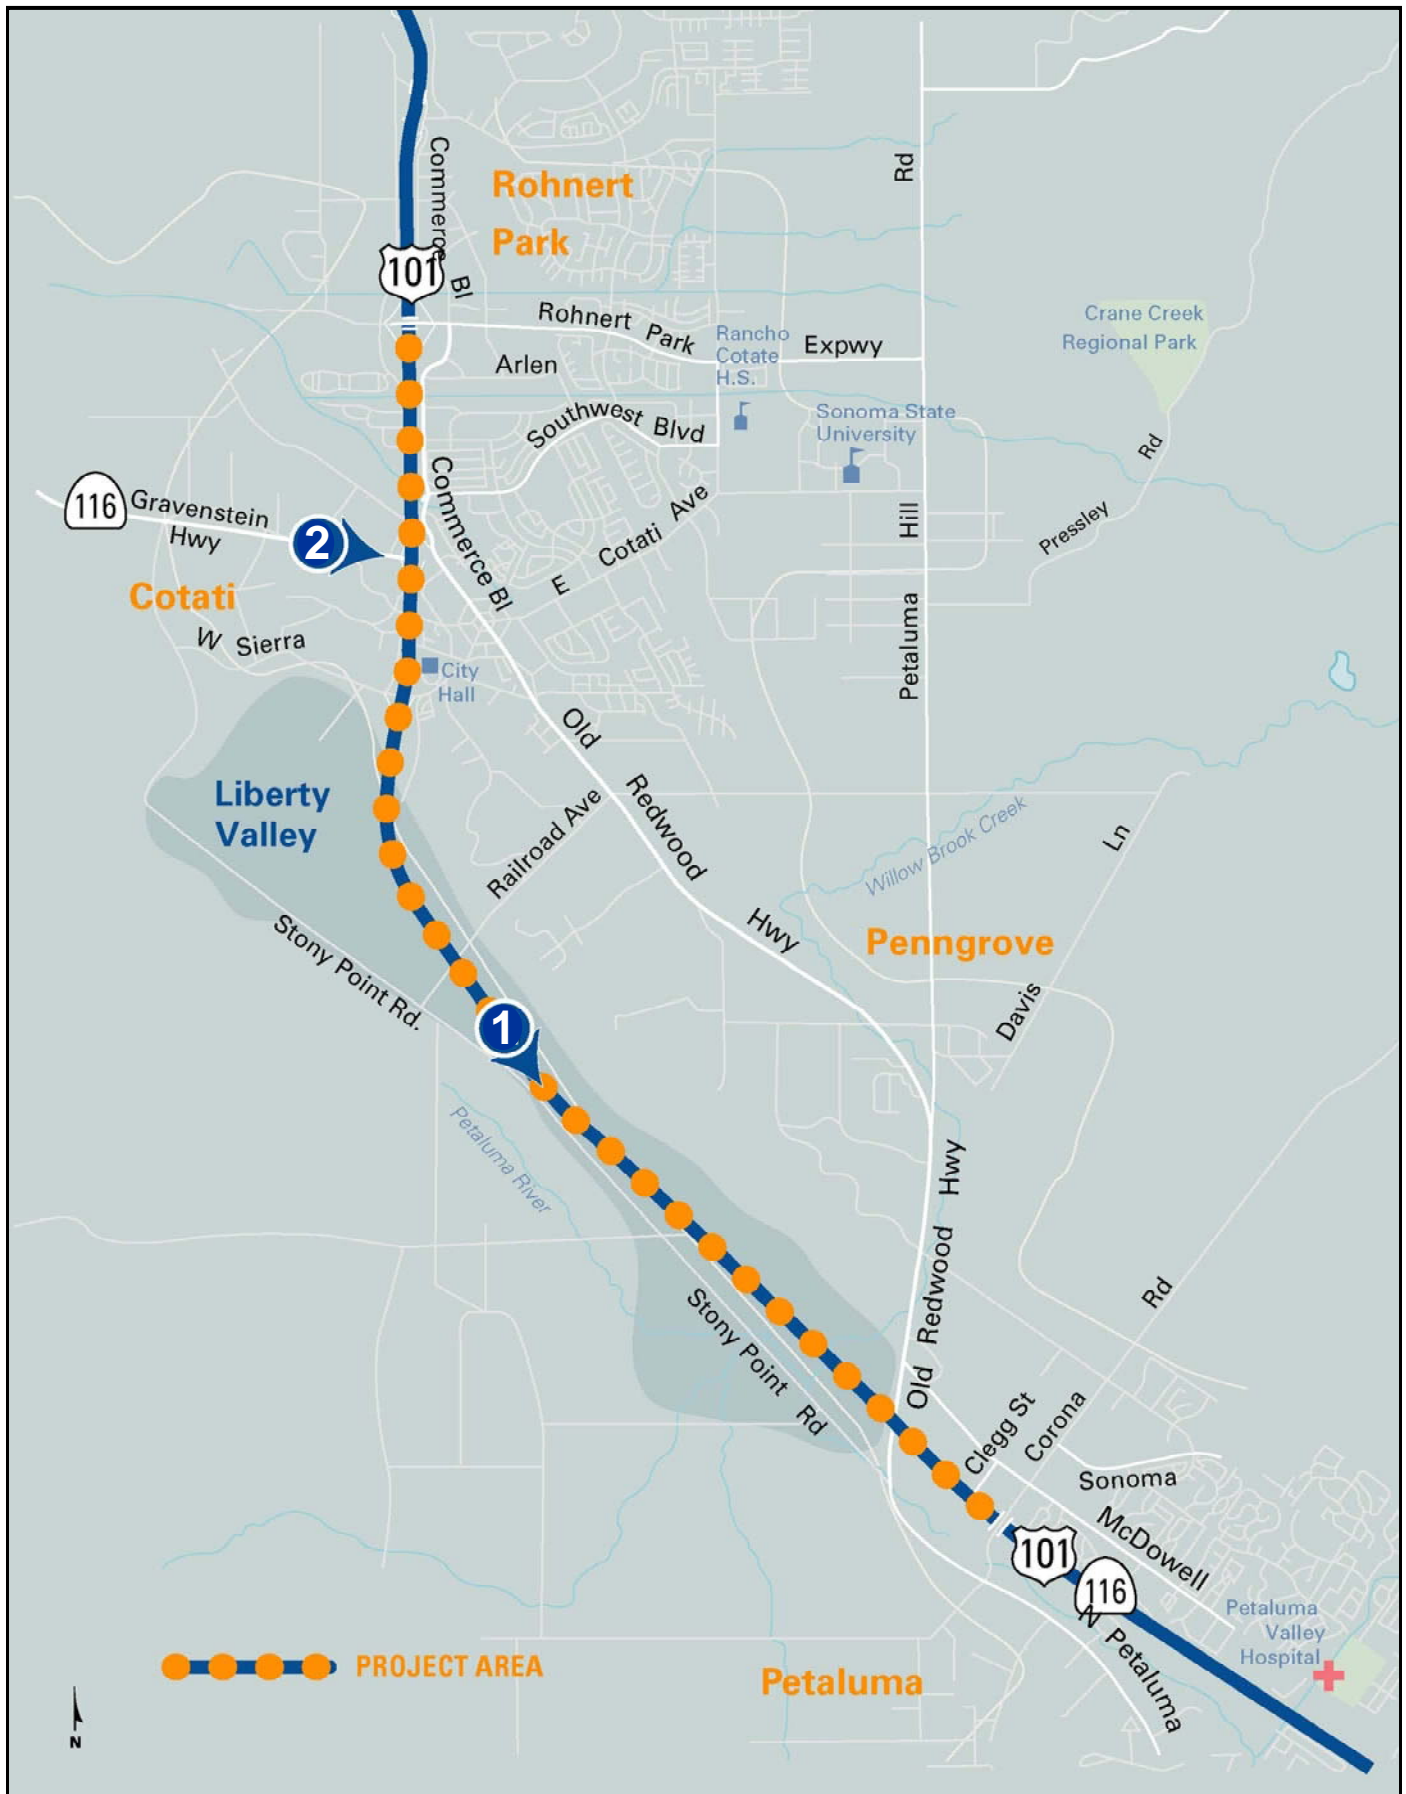 Commerce
Bl
Rd
Rohnert
Park
101
Rohnert Park
Expwy
Rancho
Cotate
H.S.
Crane Creek
Regional Park
Arlen
Southwest Blvd
Sonoma State
University
Rd
116
Gravenstein
Hwy
2
Commerce Bl
E Cotati Ave
Hill
Pressley
Cotati
W Sierra
City
Hall
Petaluma
Old
Redwood
Hwy
Liberty
Valley
Railroad Ave
Willow Brook Creek
Ln
Stony Point Rd.
Penngrove
Davis
1
Petaluma River
Hwy
Redwood
Old
Stony Point Rd
Rd
Clegg St
Corona
Sonoma
McDowell
101
116
N Petaluma
Petaluma
Valley
Hospital
PROJECT AREA
Petaluma
N